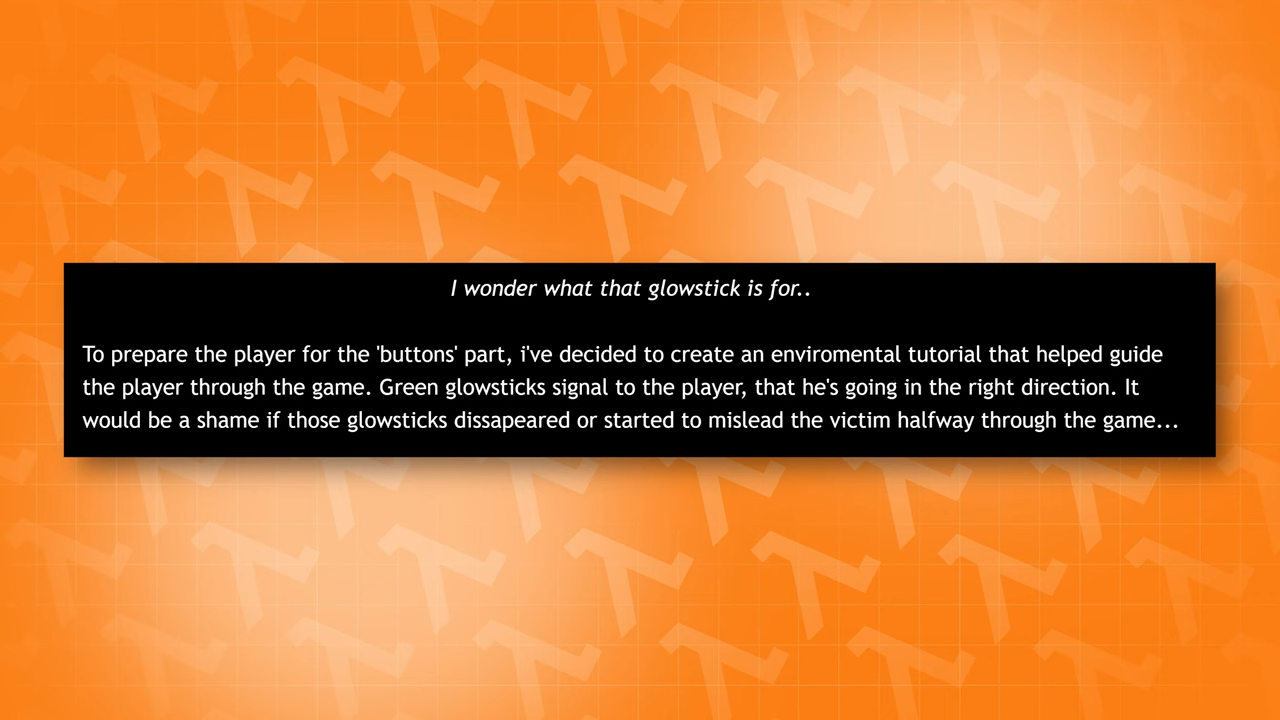 I wonder what that glowstick is for..
To prepare the player for the 'buttons' part, i've decided to create an enviromental tutorial that helped guide
the player through the game. Green glowsticks signal to the player, that he's going in the right direction. It
would be a shame if those glowsticks dissapeared or started to mislead the victim halfway through the game...